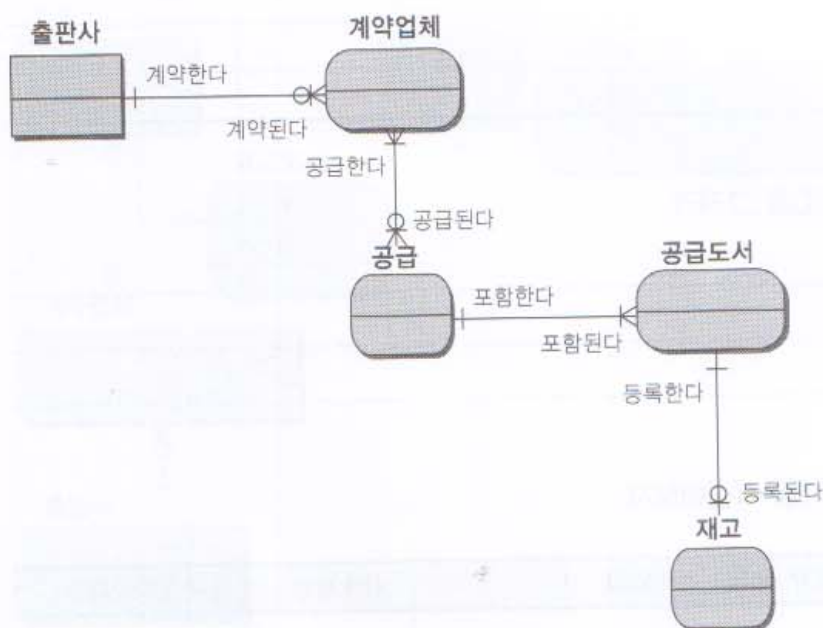 출판사
계약업체
계약한다
계약된다
공급한다
공급된다
공급
공급도서
포함한다
포함된다
등록한다
등록된다
재고